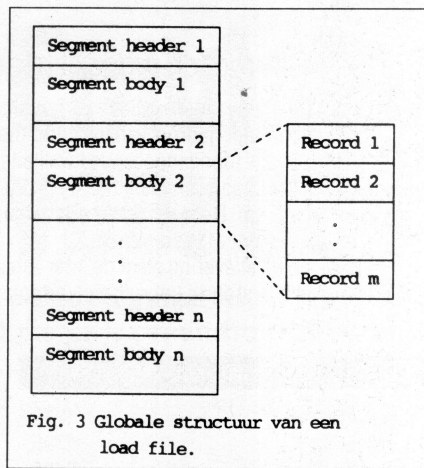 Segment header 1
Segment body 1
Segment header 2
Segment body 2
Segment header n
Segment body n
Record 1
Record 2
Record m
Fig. 3 Globale structuur van een
load file.